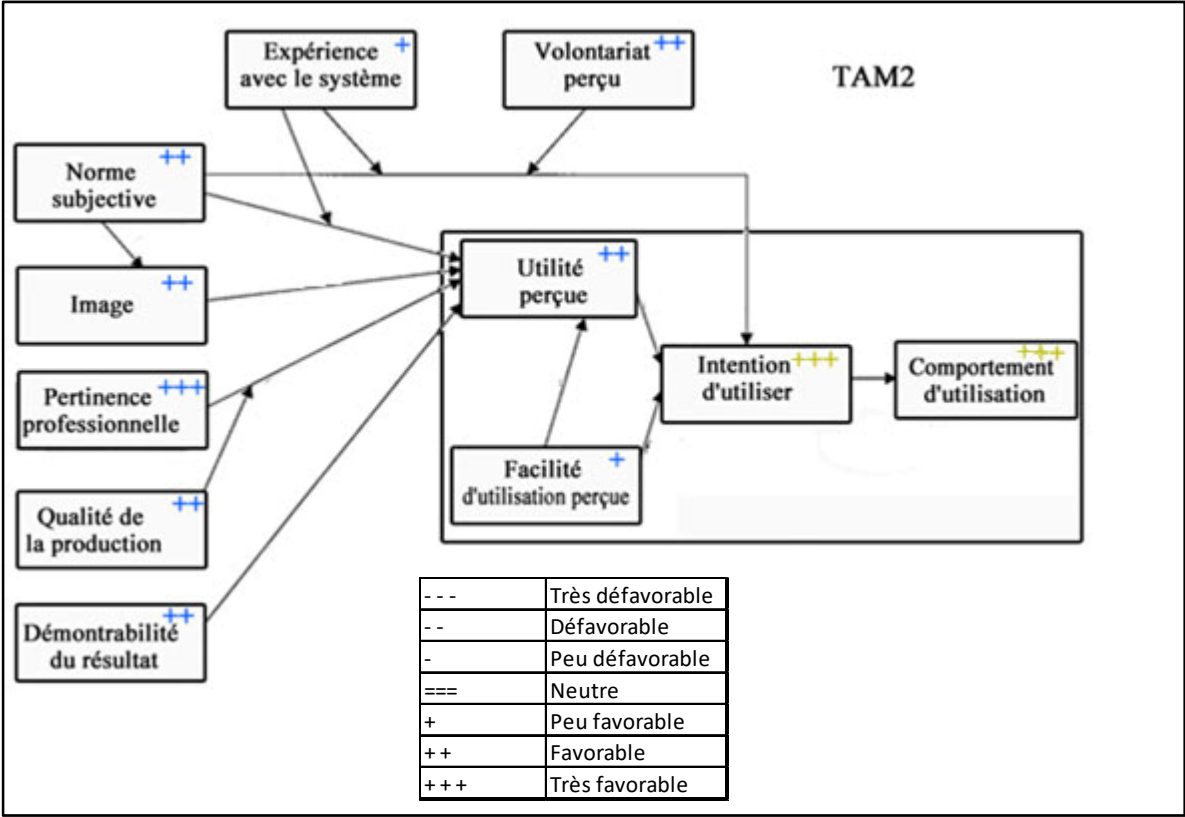 Expérience +
avec le système
Volontariat ++
perçu
TAM2
Norme ++
subjective
Image ++
Utilité ++
perçue
Pertinence +++
professionnelle
Intention +++
d'utiliser
Comportement +++
d'utilisation
Facilité +
d'utilisation perçue
Qualité de ++
la production
Démontrabilité ++
du résultat
- - - Très défavorable
- - Défavorable
- Peu défavorable
=== Neutre
+ Peu favorable
+ + Favorable
+ + + Très favorable